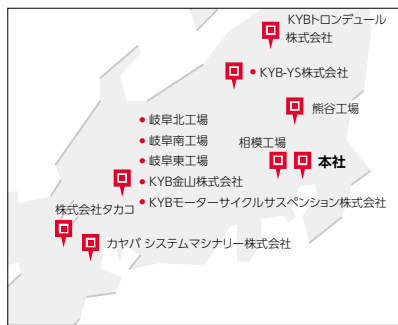 KYBトロンデュール
株式会社
KYB-YS株式会社
熊谷工場
岐阜北工場
岐阜南工場
相模工場
本社
岐阜東工場
KYB金山株式会社
KYBモーターサイクルサスペンション株式会社
株式会社タカコ
カヤバ システムマシナリー株式会社